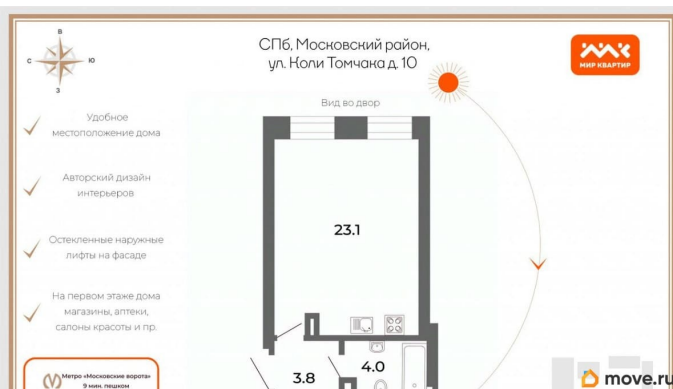 СПб, Московский район,
ул. Коли Томчака д. 10
МИР КВАРТИР
В
С
Ю
З
Вид во двор
Удобное
местоположение дома
Авторский дизайн
интерьеров
Остекленные наружные
лифты на фасаде
На первом этаже дома
магазины, аптеки,
салоны красоты и пр.
Метро «Московские ворота»
9 мин. пешком
23.1
4.0
3.8
move.ru